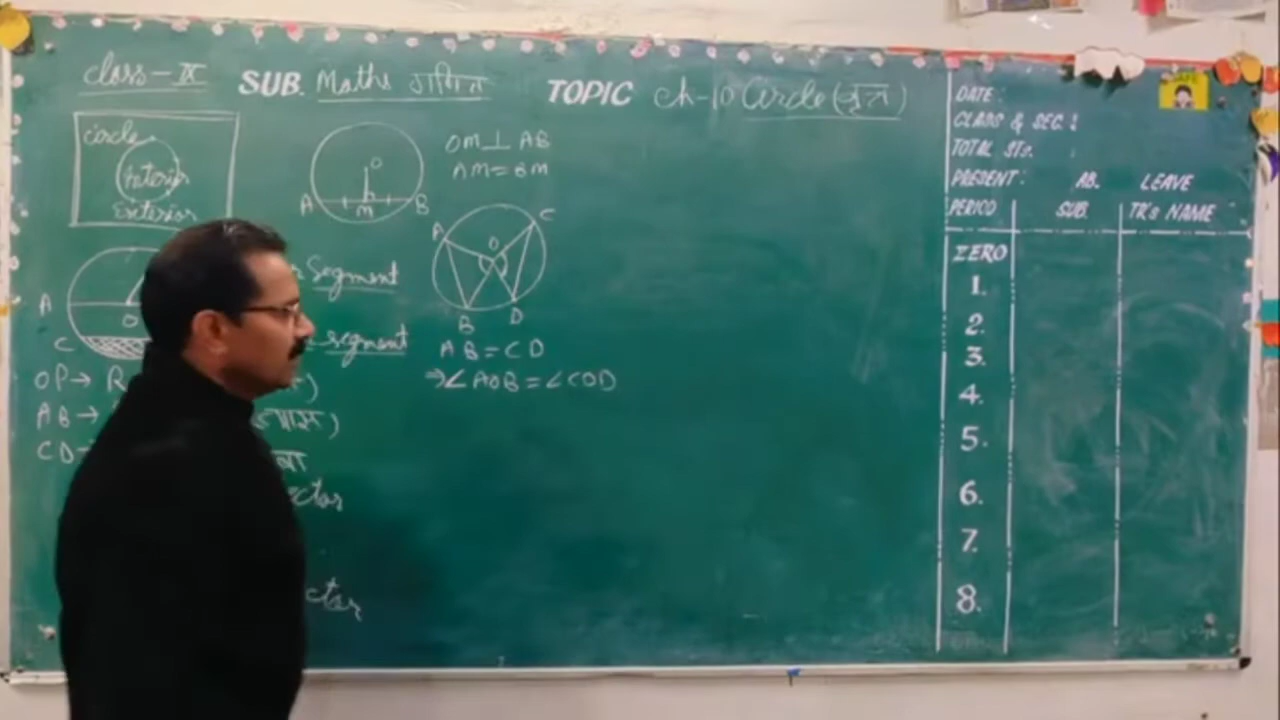 Class - IX SUB. Maths गणित TOPIC Ch-10 Circle (वृत्त)
Circle
Interior
Exterior
O
A M B
OM ⊥ AB
AM = BM
A C
O
B D
AB = CD
⇒ ∠AOB = ∠COD
A
O
C
Segment
segment
OP → R
AB →
CD
DATE :
CLASS & SEC. :
TOTAL STS.
PRESENT : AB. LEAVE
PERIOD SUB. TR's NAME
ZERO
1.
2.
3.
4.
5.
6.
7.
8.